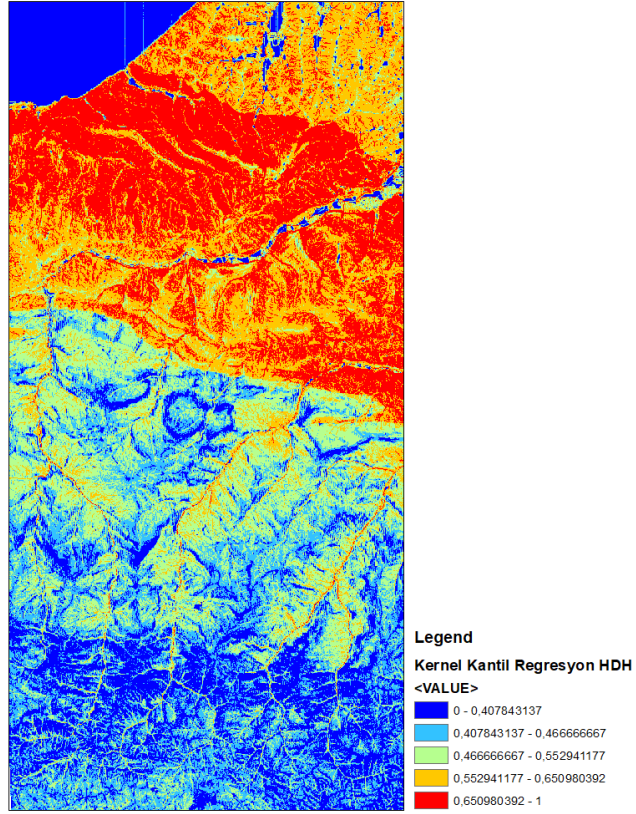 Legend
Kernel Kantil Regresyon HDH
<VALUE>
0 - 0,407843137
0,407843137 - 0,466666667
0,466666667 - 0,552941177
0,552941177 - 0,650980392
0,650980392 - 1